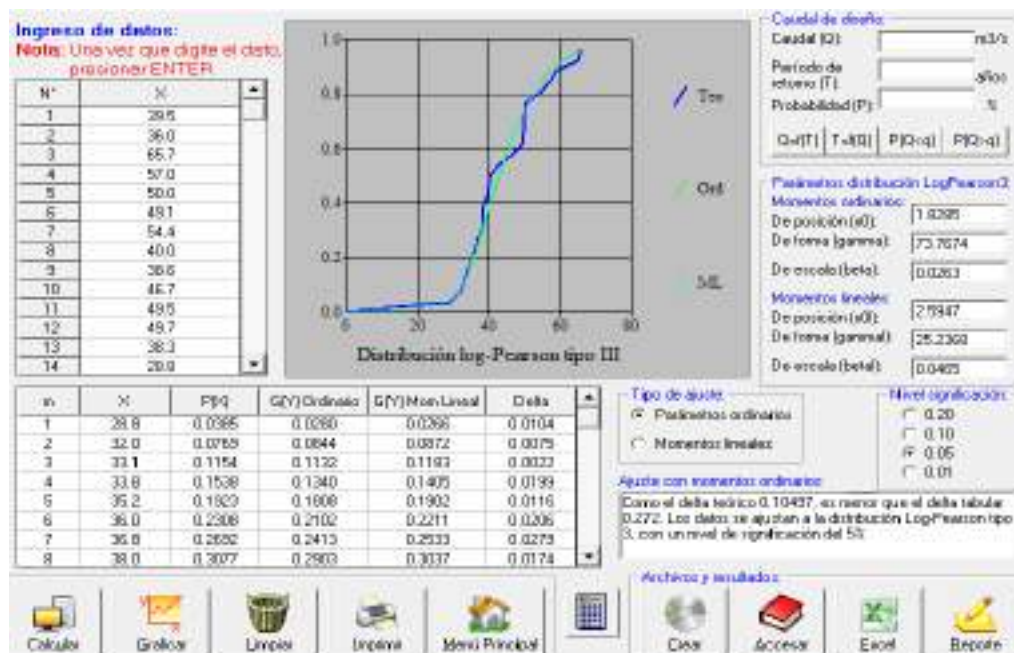 Ingreso de datos:
Nota: Una vez que digite el dato,
presionar ENTER
N° X
1 39.5
2 36.0
3 65.7
4 57.0
5 50.0
6 49.1
7 54.4
8 40.0
9 38.6
10 46.7
11 49.5
12 49.7
13 38.3
14 28.8
1.0
0.8
0.6
0.4
0.2
0.0
0 20 40 60 80
Distribución log-Pearson tipo III
Teo
Ord
ML
Caudal de diseño:
Caudal (Q): m3/s
Período de
retorno (T): años
Probabilidad (P): %
Q=f(T) T=f(Q) P(Q<q) P(Q>q)
Parámetros distribución LogPearson3:
Momentos ordinarios:
De posición (x0): 1.8285
De forma (gamma): 73.7674
De escala (beta): 0.0263
Momentos lineales:
De posición (x0l): 2.5947
De forma (gammal): 25.2360
De escala (betal): 0.0465
m X P(X) G(Y) Ordinario G(Y) Mom Lineal Delta
1 28.8 0.0385 0.0280 0.0266 0.0104
2 32.0 0.0769 0.0844 0.0872 0.0075
3 33.1 0.1154 0.1132 0.1183 0.0022
4 33.8 0.1538 0.1340 0.1405 0.0199
5 35.2 0.1923 0.1808 0.1902 0.0116
6 36.0 0.2308 0.2102 0.2211 0.0206
7 36.8 0.2692 0.2413 0.2533 0.0279
8 38.0 0.3077 0.2903 0.3037 0.0174
Tipo de ajuste:
Parámetros ordinarios
Momentos lineales
Nivel significación:
0.20
0.10
0.05
0.01
Ajuste con momentos ordinarios:
Como el delta teórico 0.10497, es menor que el delta tabular
0.272. Los datos se ajustan a la distribución Log-Pearson tipo
3, con un nivel de significación del 5%
Archivos y resultados:
Calcular Graficar Limpiar Imprimir Menú Principal Crear Accesar Excel Reporte